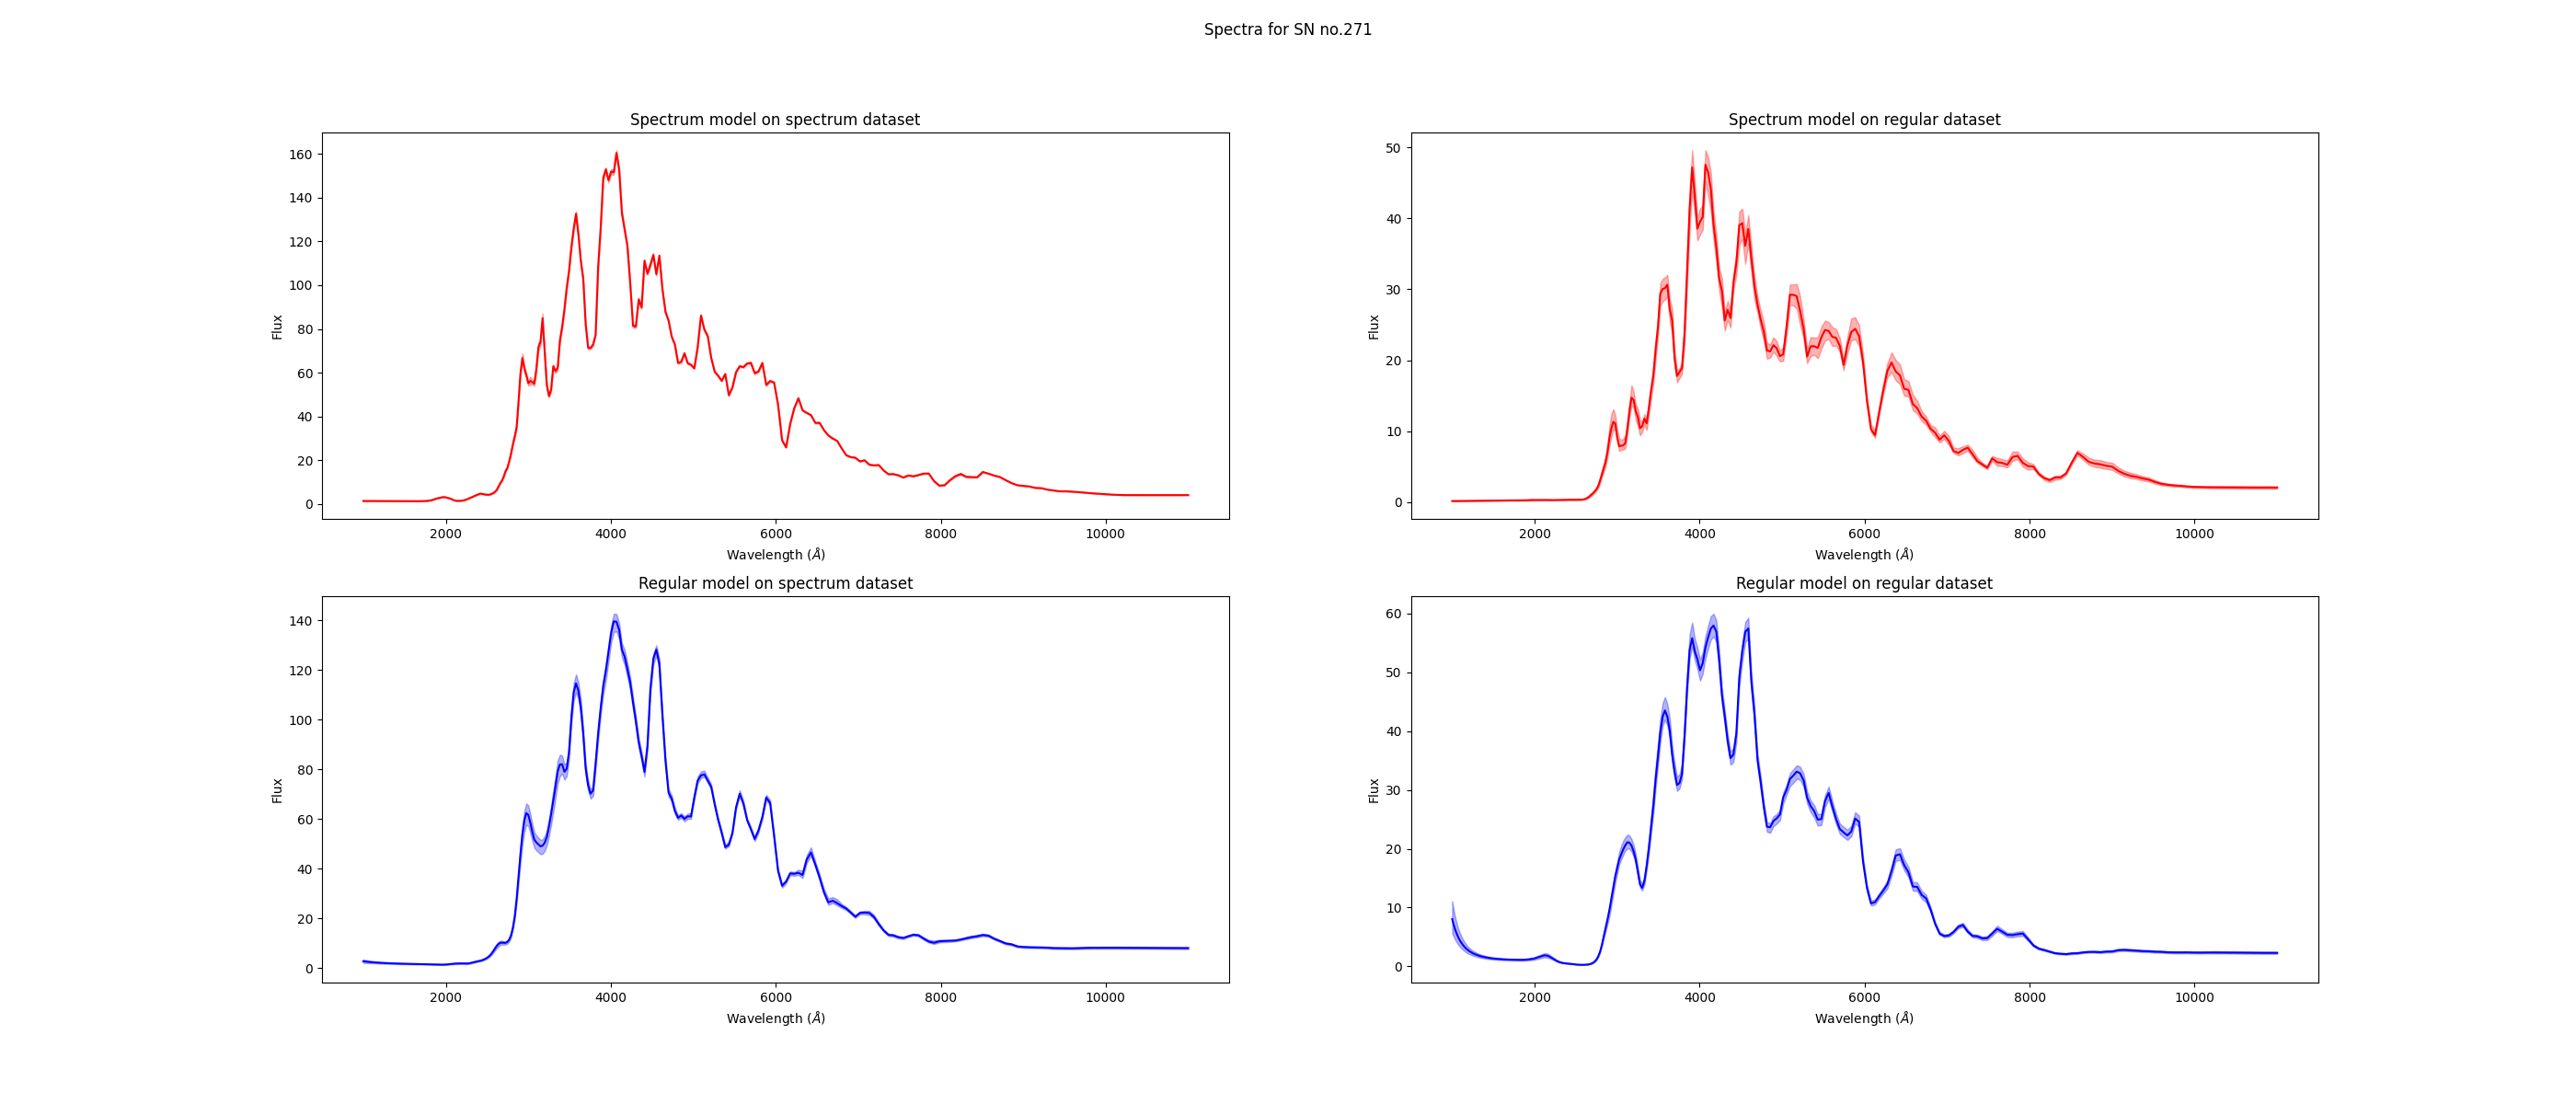 Spectra for SN no.271
Spectrum model on spectrum dataset
160
140
120
100
80
60
40
20
0
Flux
2000 4000 6000 8000 10000
Wavelength (Å)
Spectrum model on regular dataset
50
40
30
20
10
0
Flux
2000 4000 6000 8000 10000
Wavelength (Å)
Regular model on spectrum dataset
140
120
100
80
60
40
20
0
Flux
2000 4000 6000 8000 10000
Wavelength (Å)
Regular model on regular dataset
60
50
40
30
20
10
0
Flux
2000 4000 6000 8000 10000
Wavelength (Å)